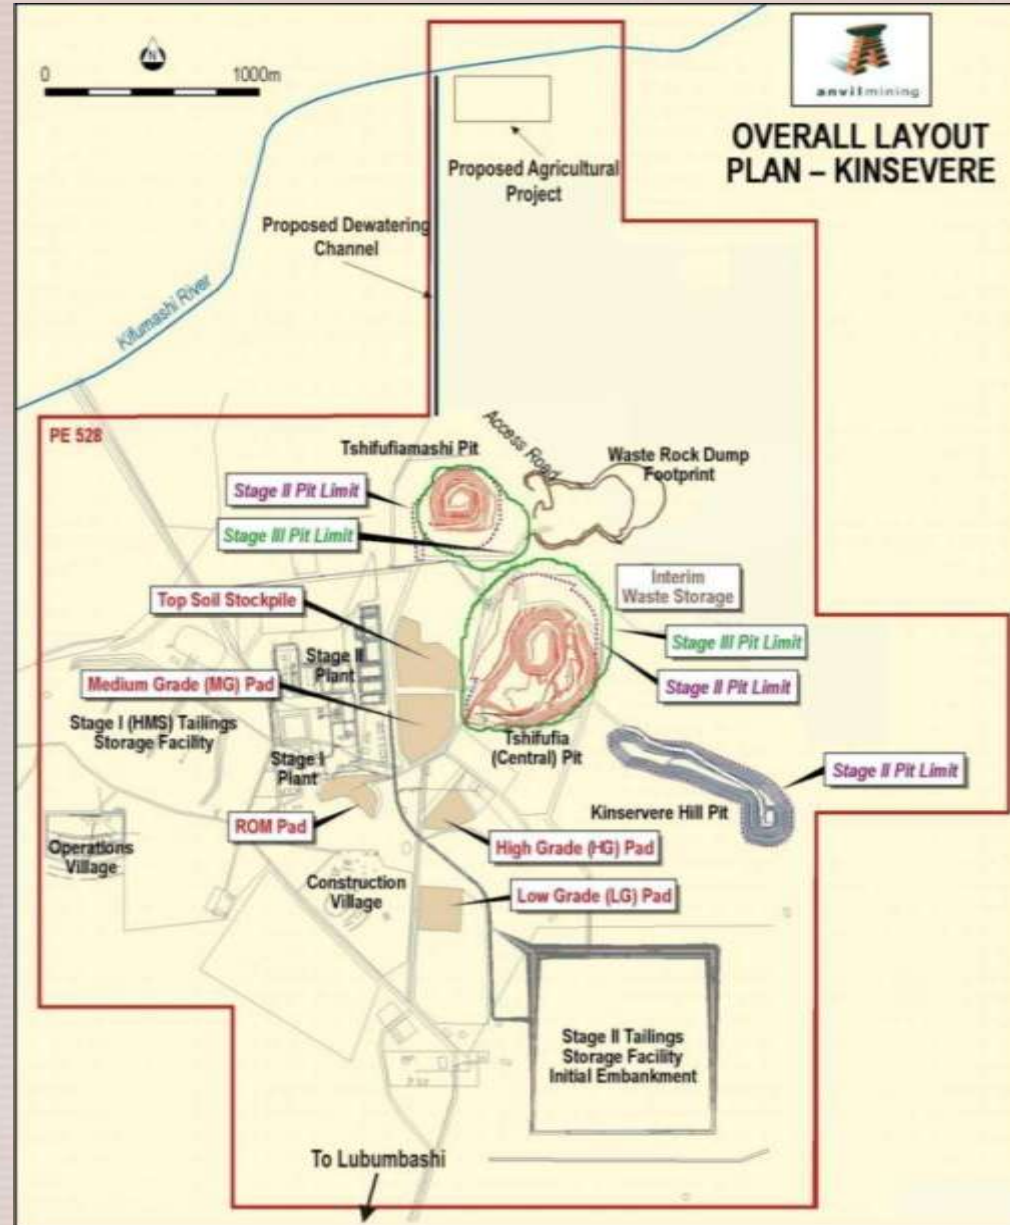 0 1000m
N
anvilmining
OVERALL LAYOUT
PLAN – KINSEVERE
Proposed Agricultural
Project
Proposed Dewatering
Channel
Kifumashi River
PE 528
Tshifufiamashi Pit
Access Road
Waste Rock Dump
Footprint
Stage II Pit Limit
Stage III Pit Limit
Interim
Waste Storage
Top Soil Stockpile
Stage III Pit Limit
Stage II
Plant
Medium Grade (MG) Pad
Stage II Pit Limit
Stage I (HMS) Tailings
Storage Facility
Tshifufia
(Central) Pit
Stage I
Plant
Stage II Pit Limit
Kinservere Hill Pit
ROM Pad
High Grade (HG) Pad
Operations
Village
Construction
Village
Low Grade (LG) Pad
Stage II Tailings
Storage Facility
Initial Embankment
To Lubumbashi